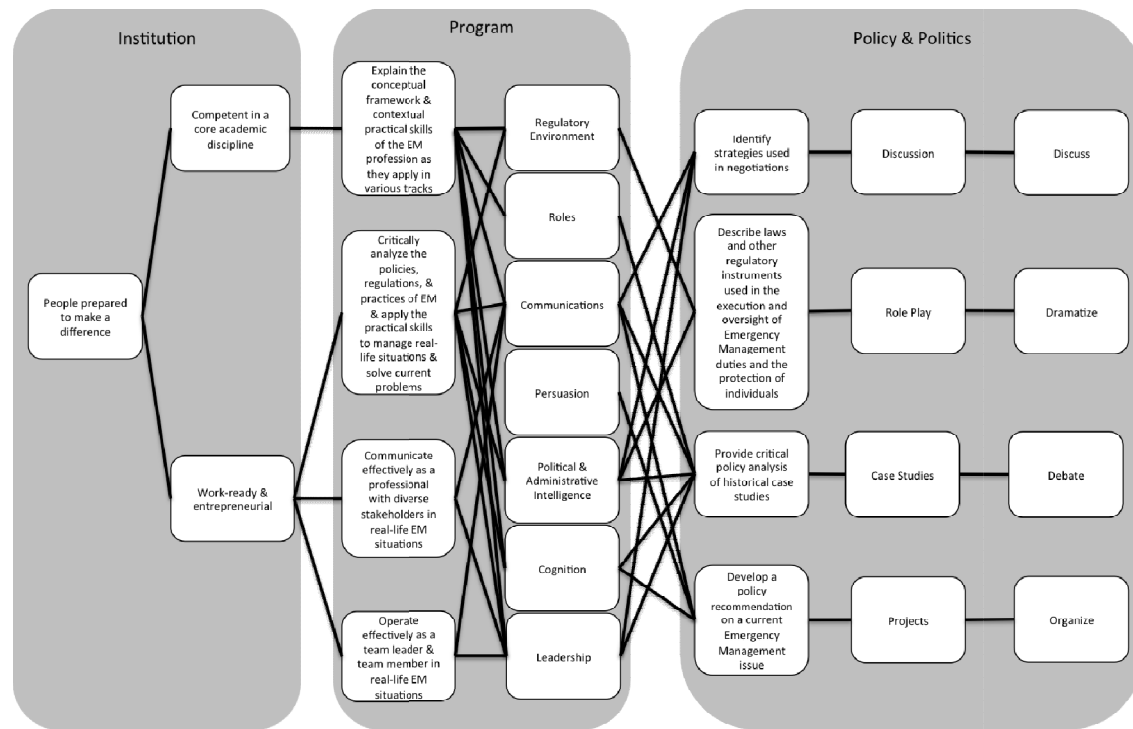 Institution
Program
Policy & Politics
People prepared
to make a
difference
Competent in a
core academic
discipline
Work-ready &
entrepreneurial
Explain the
conceptual
framework &
contextual
practical skills
of the EM
profession as
they apply in
various tracks
Critically
analyze the
policies,
regulations, &
practices of EM
& apply the
practical skills
to manage real-
life situations &
solve current
problems
Communicate
effectively as a
professional
with diverse
stakeholders in
real-life EM
situations
Operate
effectively as a
team leader &
team member in
real-life EM
situations
Regulatory
Environment
Roles
Communications
Persuasion
Political &
Administrative
Intelligence
Cognition
Leadership
Identify
strategies used
in negotiations
Describe laws
and other
regulatory
instruments
used in the
execution and
oversight of
Emergency
Management
duties and the
protection of
individuals
Provide critical
policy analysis
of historical case
studies
Develop a
policy
recommendation
on a current
Emergency
Management
issue
Discussion
Role Play
Case Studies
Projects
Discuss
Dramatize
Debate
Organize